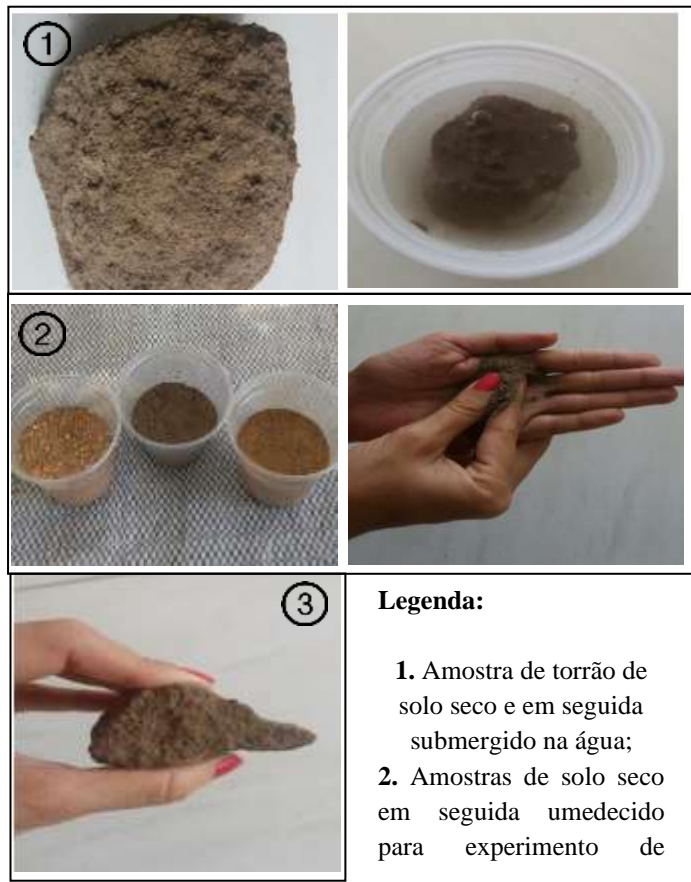 1
2
3
Legenda:
1. Amostra de torrão de
solo seco e em seguida
submergido na água;
2. Amostras de solo seco
em seguida umedecido
para experimento de